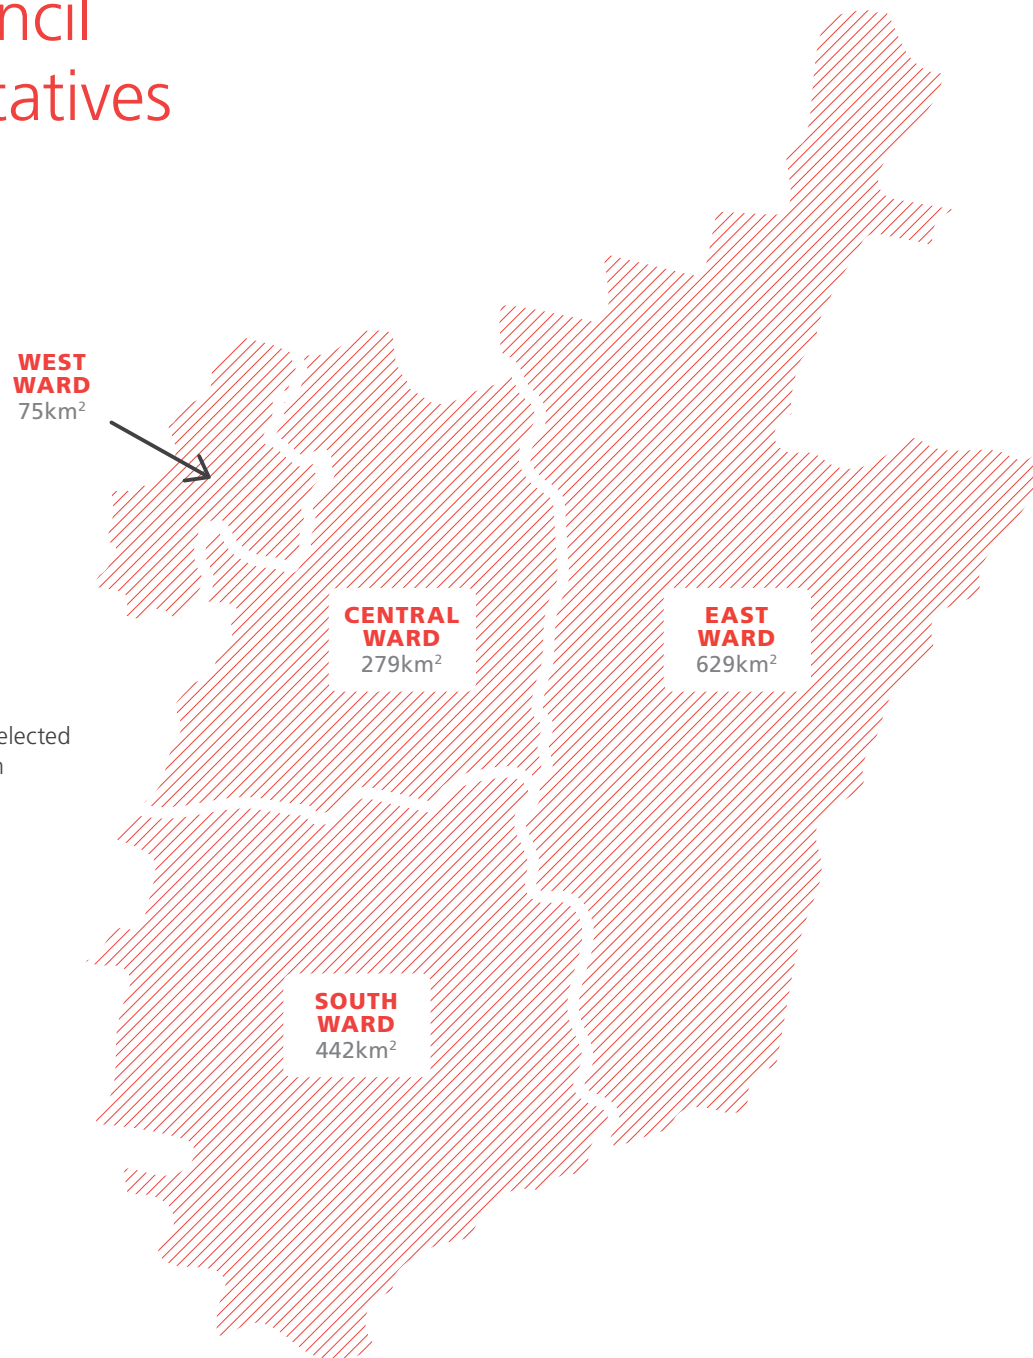 ncil
tatives
WEST
WARD
75km²
CENTRAL
WARD
279km²
EAST
WARD
629km²
elected
n
SOUTH
WARD
442km²